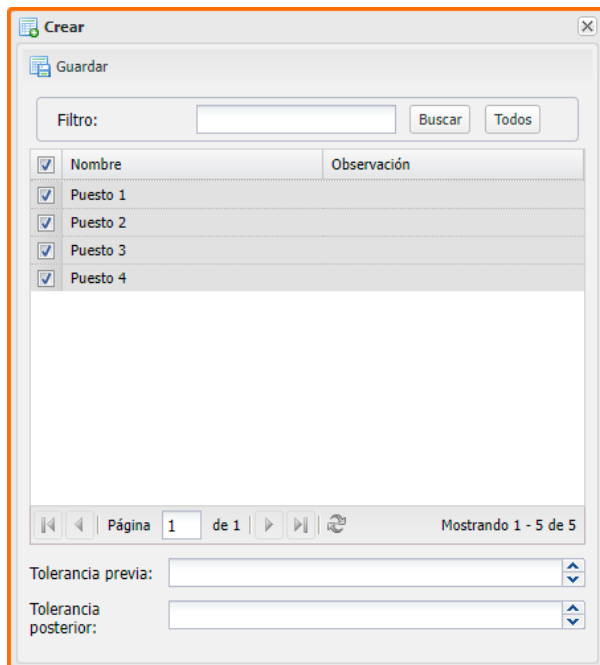 Crear
Guardar
Filtro: Buscar Todos
Nombre Observación
Puesto 1
Puesto 2
Puesto 3
Puesto 4
Página 1 de 1 Mostrando 1 - 5 de 5
Tolerancia previa:
Tolerancia
posterior: